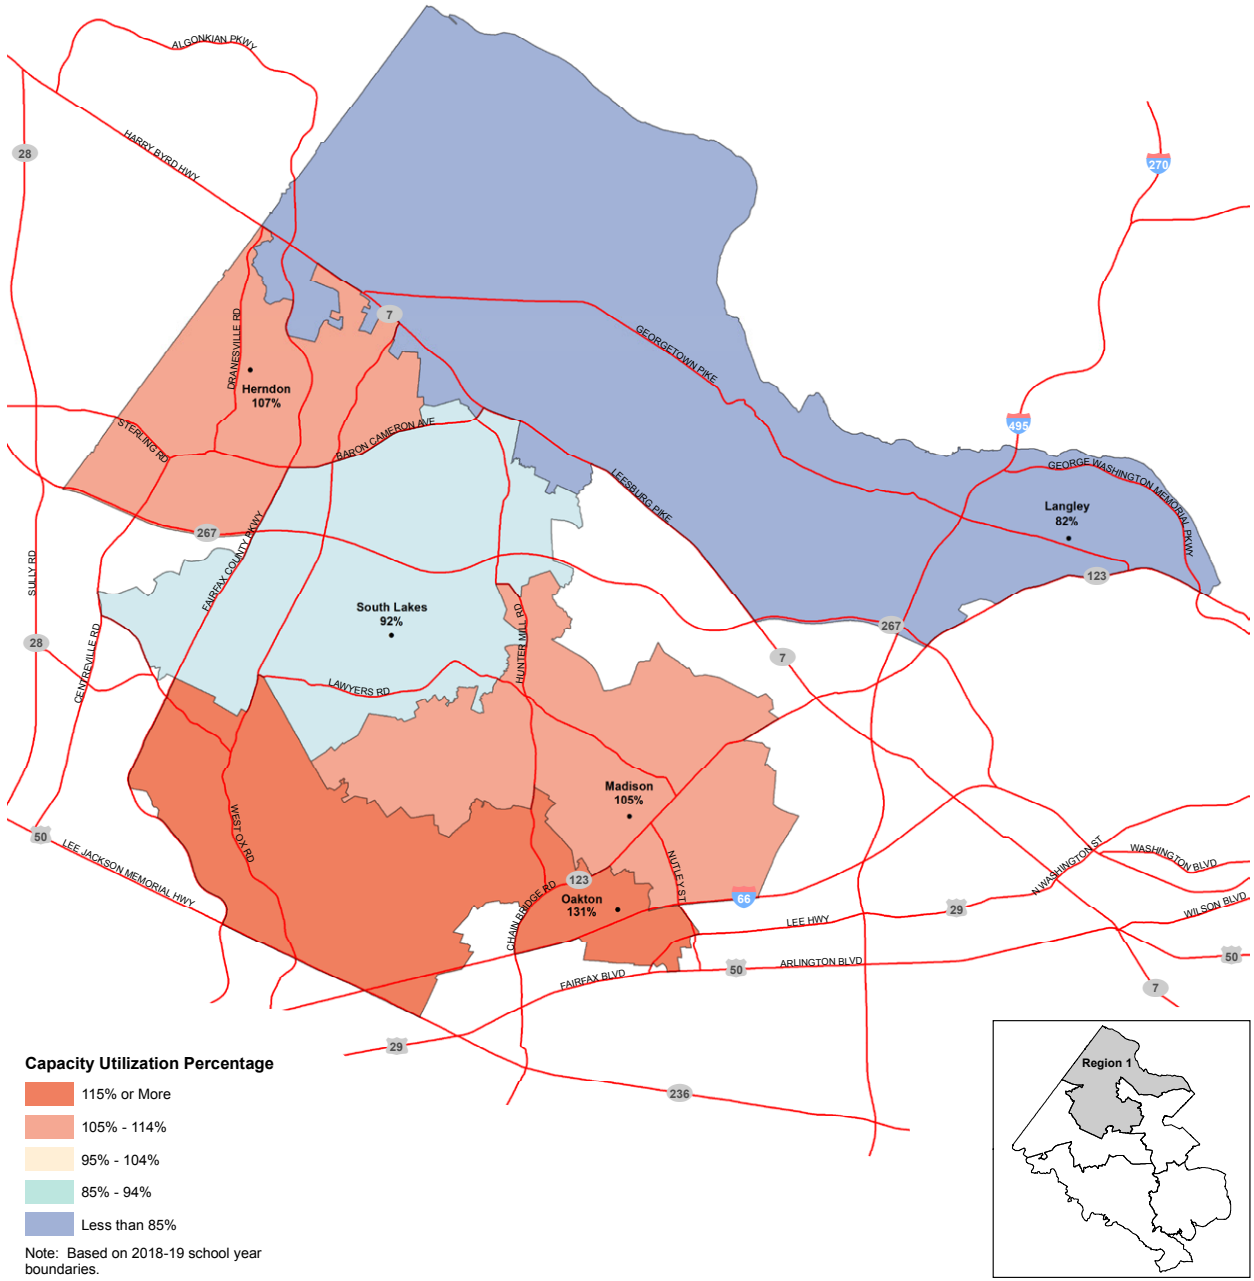 ALGONKIAN PKWY
HARRY BYRD HWY
28
270
7
DRANESVILLE RD
GEORGETOWN PIKE
Herndon
107%
STERLING RD
BARON CAMERON AVE
495
LEESBURG PIKE
GEORGE WASHINGTON MEMORIAL PKWY
Langley
82%
267
FAIRFAX COUNTY PKWY
SULLY RD
123
South Lakes
92%
HUNTER MILL RD
267
28
CENTREVILLE RD
7
LAWYERS RD
Madison
105%
WEST OX RD
50
LEE JACKSON MEMORIAL HWY
NUTLEY ST
N WASHINGTON ST
WASHINGTON BLVD
123
CHAIN BRIDGE RD
Oakton
131%
66
29
LEE HWY
WILSON BLVD
FAIRFAX BLVD
50
ARLINGTON BLVD
50
7
29
236
Capacity Utilization Percentage
115% or More
105% - 114%
95% - 104%
85% - 94%
Less than 85%
Note: Based on 2018-19 school year
boundaries.
Region 1